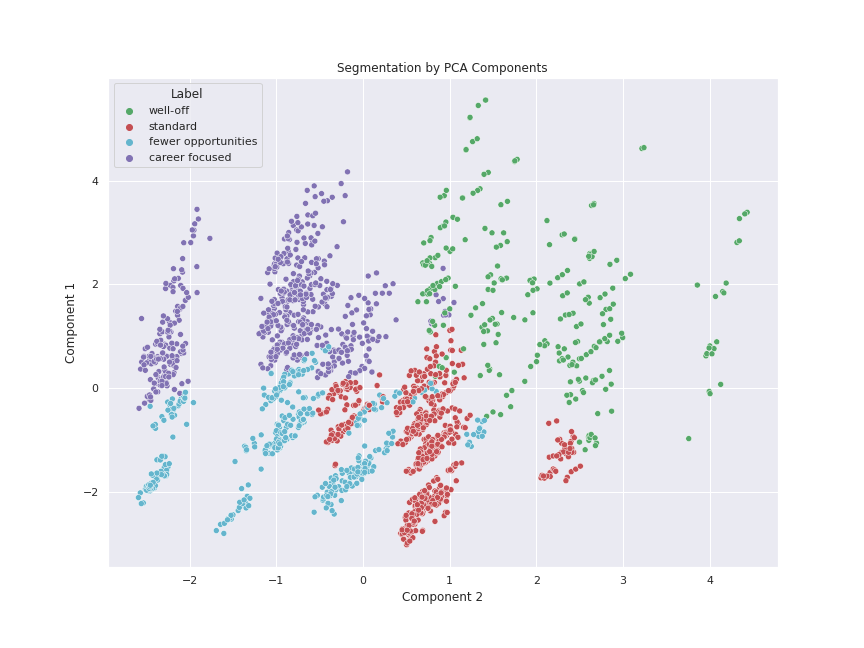 Segmentation by PCA Components
Label
well-off
standard
fewer opportunities
career focused
Component 1
4
2
0
−2
−2
−1
0
1
2
3
4
Component 2